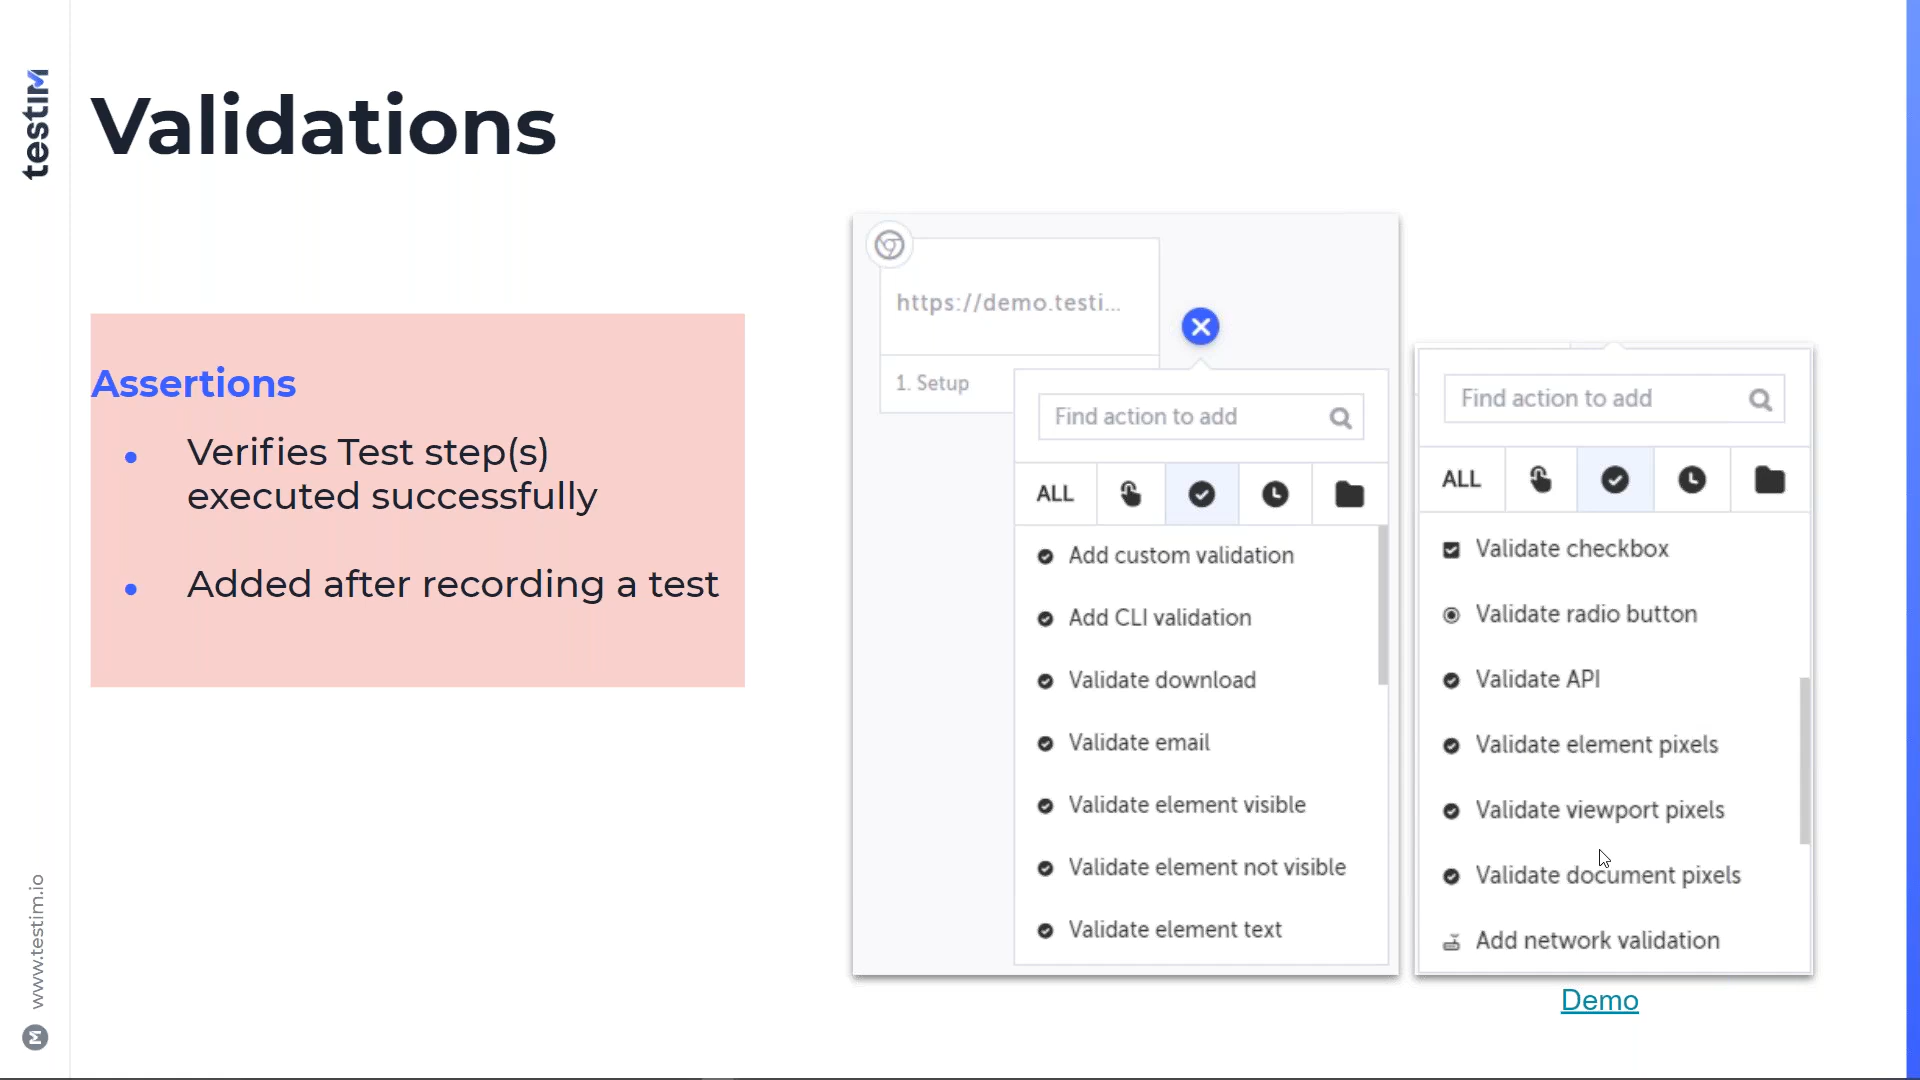 testim
Validations
Assertions
• Verifies Test step(s)
executed successfully
• Added after recording a test
https://demo.testi...
1. Setup
Find action to add
ALL
Add custom validation
Add CLI validation
Validate download
Validate email
Validate element visible
Validate element not visible
Validate element text
Find action to add
ALL
Validate checkbox
Validate radio button
Validate API
Validate element pixels
Validate viewport pixels
Validate document pixels
Add network validation
Demo
www.testim.io